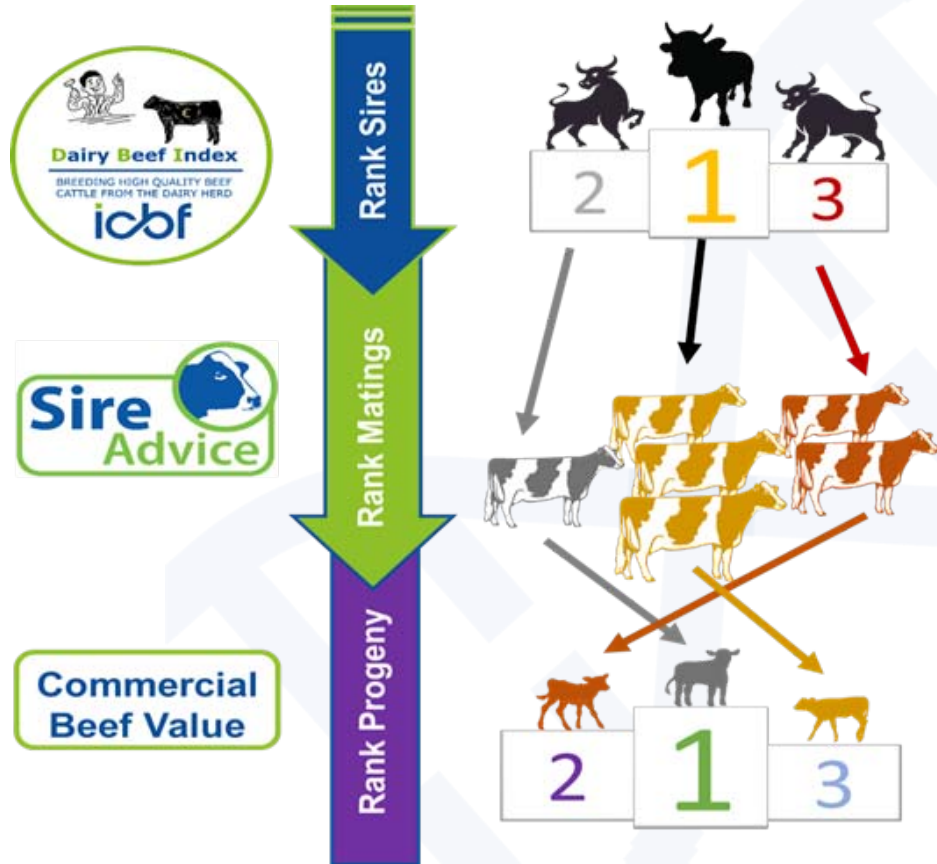 Rank Sires
2
1
3
Dairy Beef Index
BREEDING HIGH QUALITY BEEF
CATTLE FROM THE DAIRY HERD
icbf
Rank Matings
Sire
Advice
Rank Progeny
Commercial
Beef Value
2
1
3